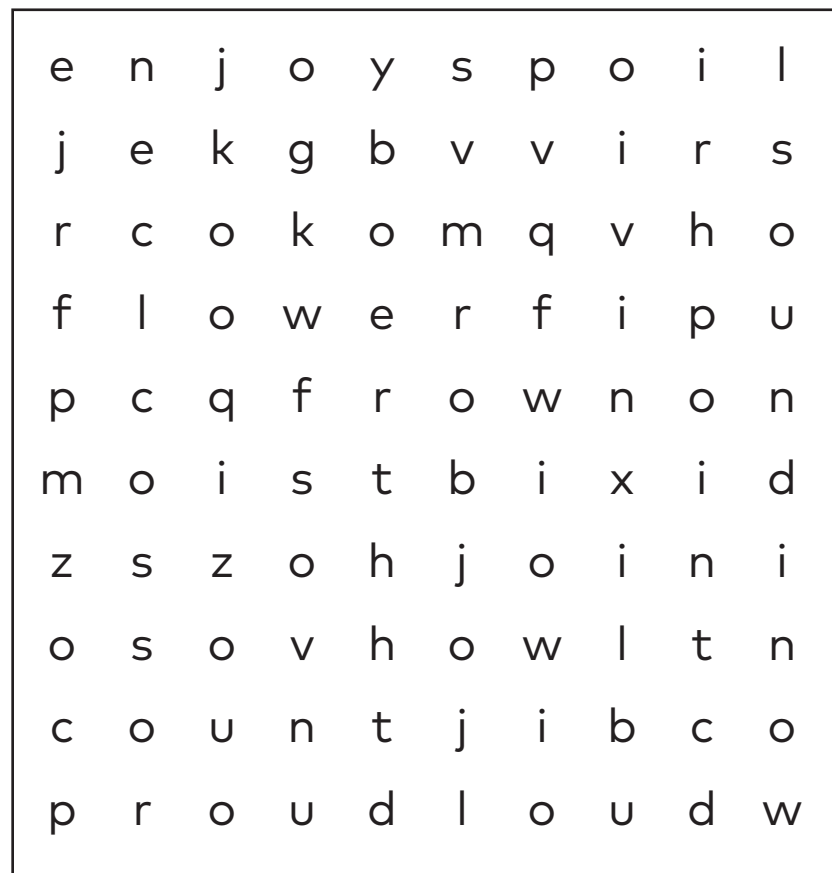 e n j o y s p o i l
j e k g b v v i r s
r c o k o m q v h o
f l o w e r f i p u
p c q f r o w n o n
m o i s t b i x i d
z s z o h j o i n i
o s o v h o w l t n
c o u n t j i b c o
p r o u d l o u d w